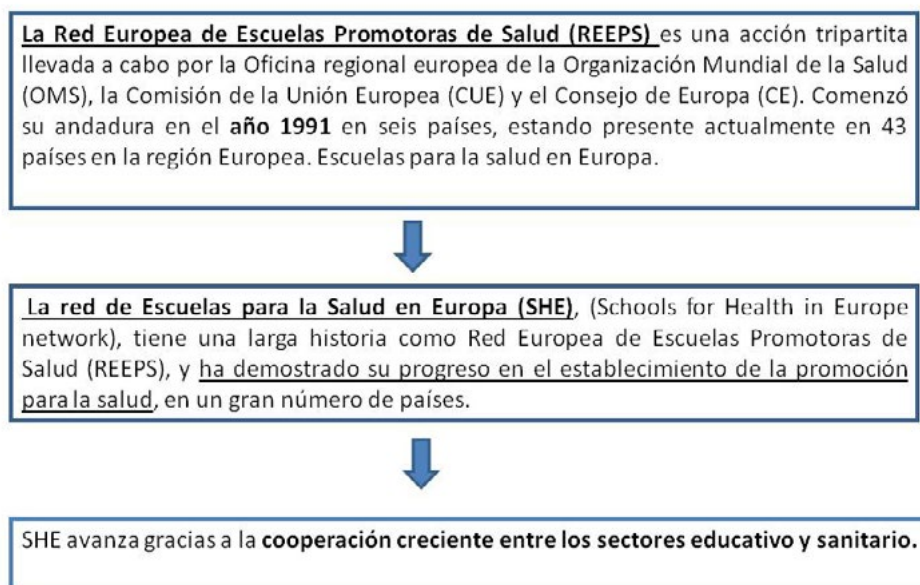 La Red Europea de Escuelas Promotoras de Salud (REEPS) es una acción tripartita
llevada a cabo por la Oficina regional europea de la Organización Mundial de la Salud
(OMS), la Comisión de la Unión Europea (CUE) y el Consejo de Europa (CE). Comenzó
su andadura en el año 1991 en seis países, estando presente actualmente en 43
países en la región Europea. Escuelas para la salud en Europa.
La red de Escuelas para la Salud en Europa (SHE), (Schools for Health in Europe
network), tiene una larga historia como Red Europea de Escuelas Promotoras de
Salud (REEPS), y ha demostrado su progreso en el establecimiento de la promoción
para la salud, en un gran número de países.
SHE avanza gracias a la cooperación creciente entre los sectores educativo y sanitario.